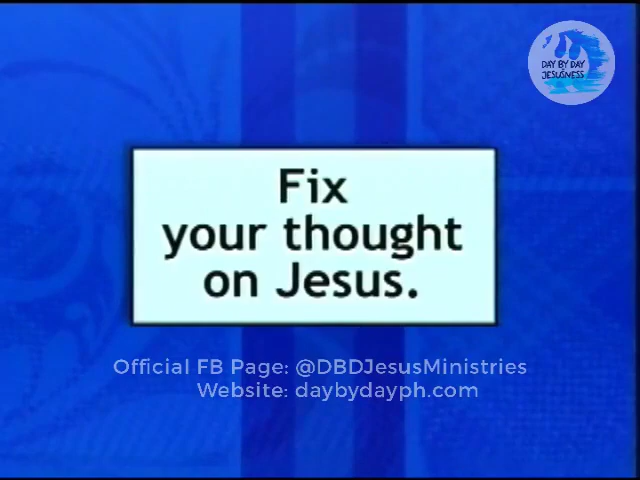 DAY BY DAY
JESUSNESS
Fix
your thought
on Jesus.
Official FB Page: @DBDJesusMinistries
Website: daybydayph.com